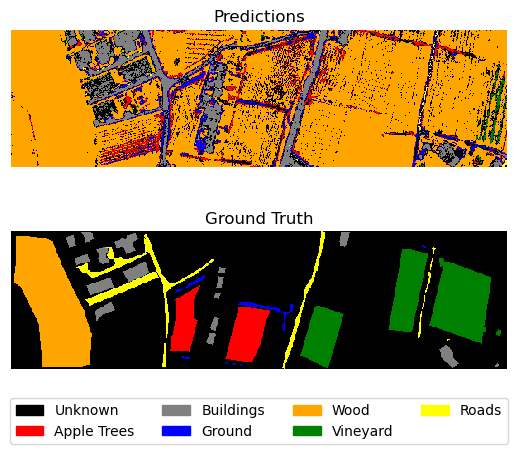 Predictions
Ground Truth
Unknown Buildings Wood Roads
Apple Trees Ground Vineyard